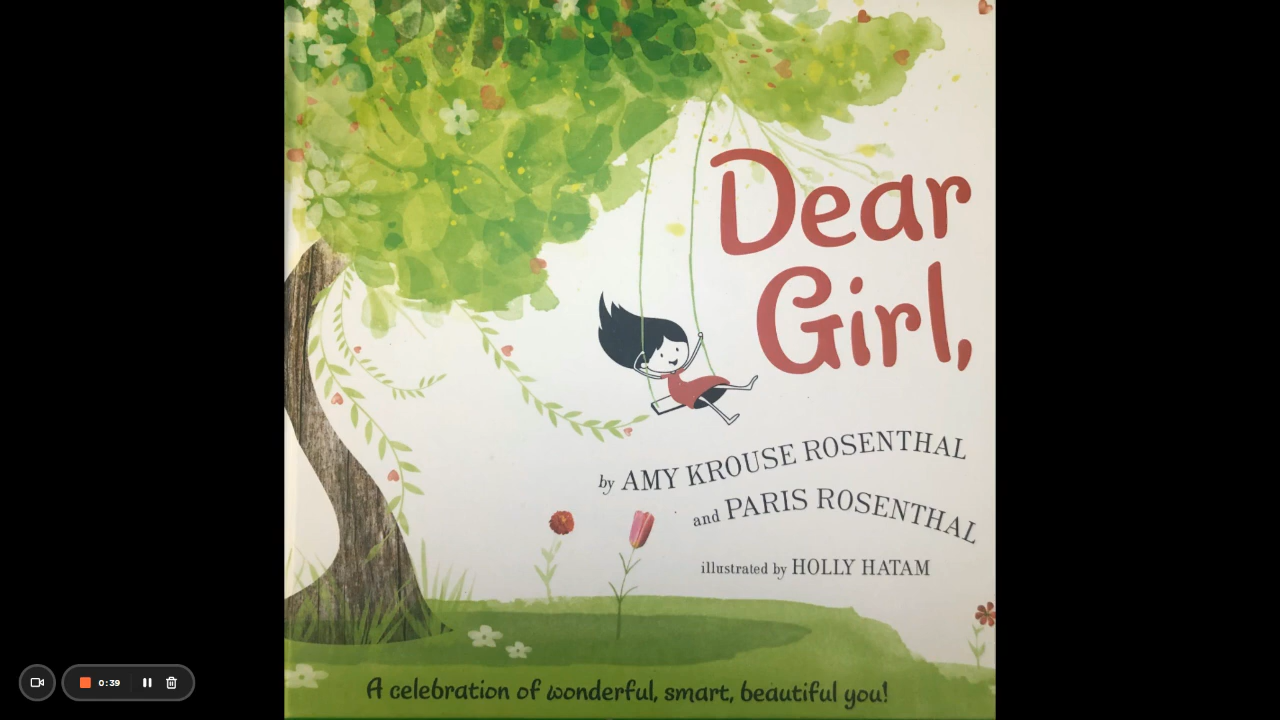 Dear
Girl,
by AMY KROUSE ROSENTHAL
and PARIS ROSENTHAL
illustrated by HOLLY HATAM
A celebration of wonderful, smart, beautiful you!
0:39